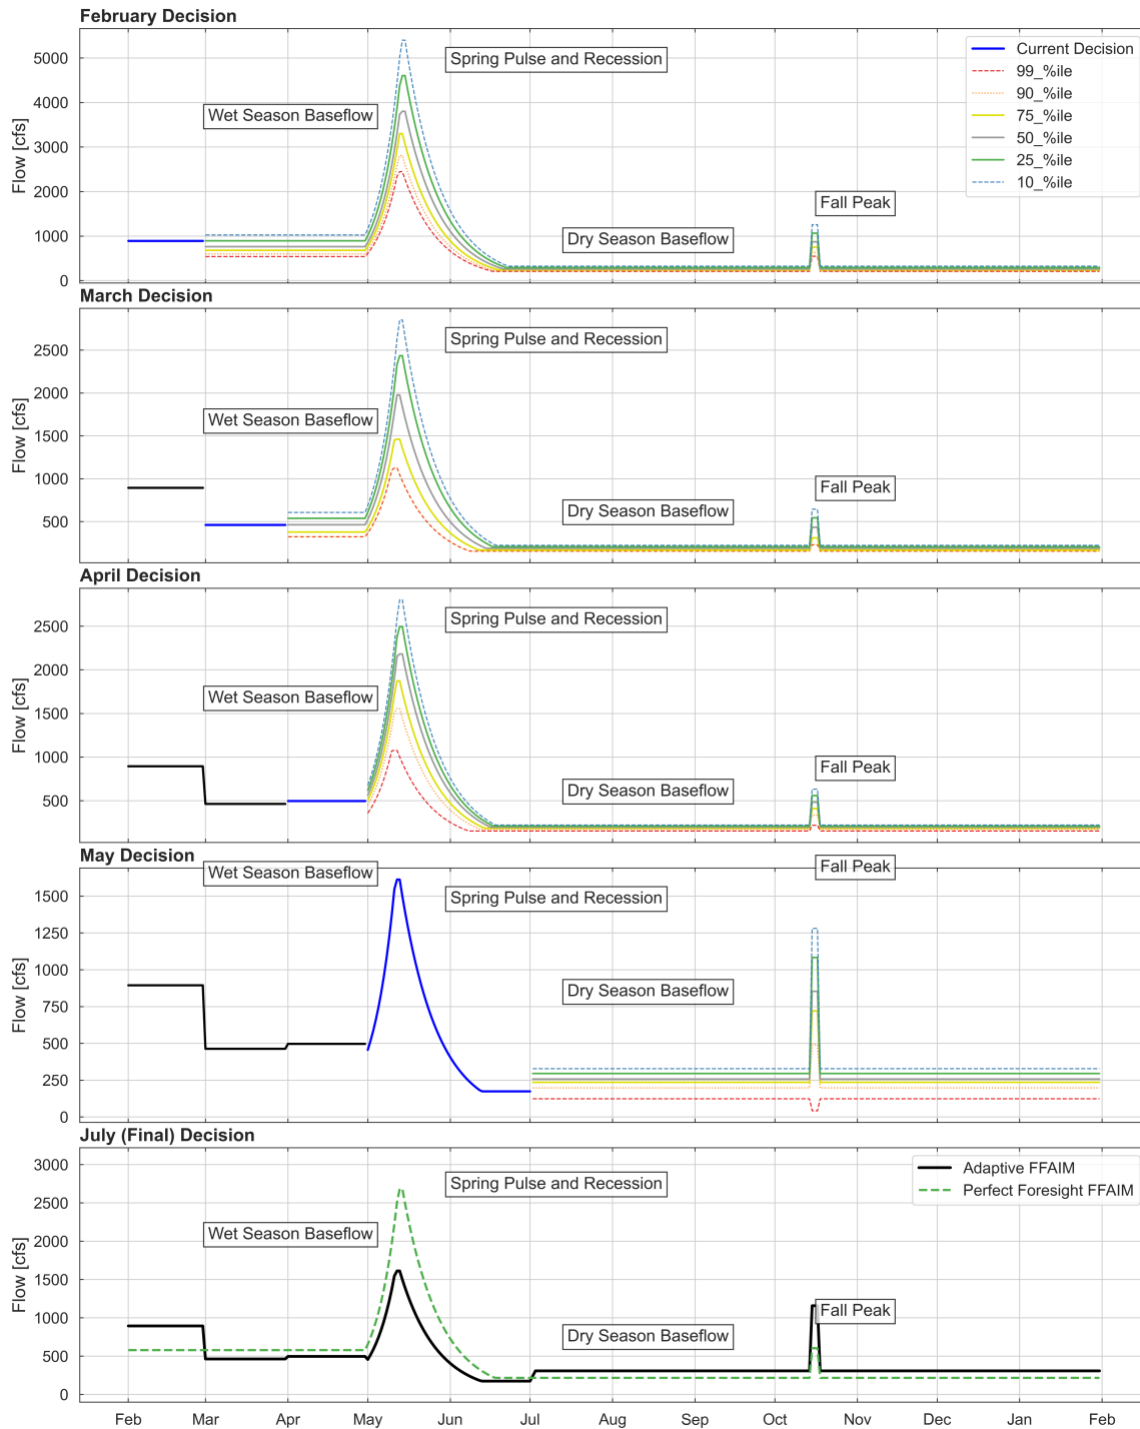 February Decision
Flow [cfs]
5000
4000
3000
2000
1000
0
Wet Season Baseflow
Spring Pulse and Recession
Dry Season Baseflow
Fall Peak
Current Decision
99_%ile
90_%ile
75_%ile
50_%ile
25_%ile
10_%ile
March Decision
Flow [cfs]
2500
2000
1500
1000
500
Wet Season Baseflow
Spring Pulse and Recession
Dry Season Baseflow
Fall Peak
April Decision
Flow [cfs]
2500
2000
1500
1000
500
Wet Season Baseflow
Spring Pulse and Recession
Dry Season Baseflow
Fall Peak
May Decision
Flow [cfs]
1500
1250
1000
750
500
250
0
Wet Season Baseflow
Spring Pulse and Recession
Dry Season Baseflow
Fall Peak
July (Final) Decision
Flow [cfs]
3000
2500
2000
1500
1000
500
0
Wet Season Baseflow
Spring Pulse and Recession
Dry Season Baseflow
Fall Peak
Adaptive FFAIM
Perfect Foresight FFAIM
Feb Mar Apr May Jun Jul Aug Sep Oct Nov Dec Jan Feb